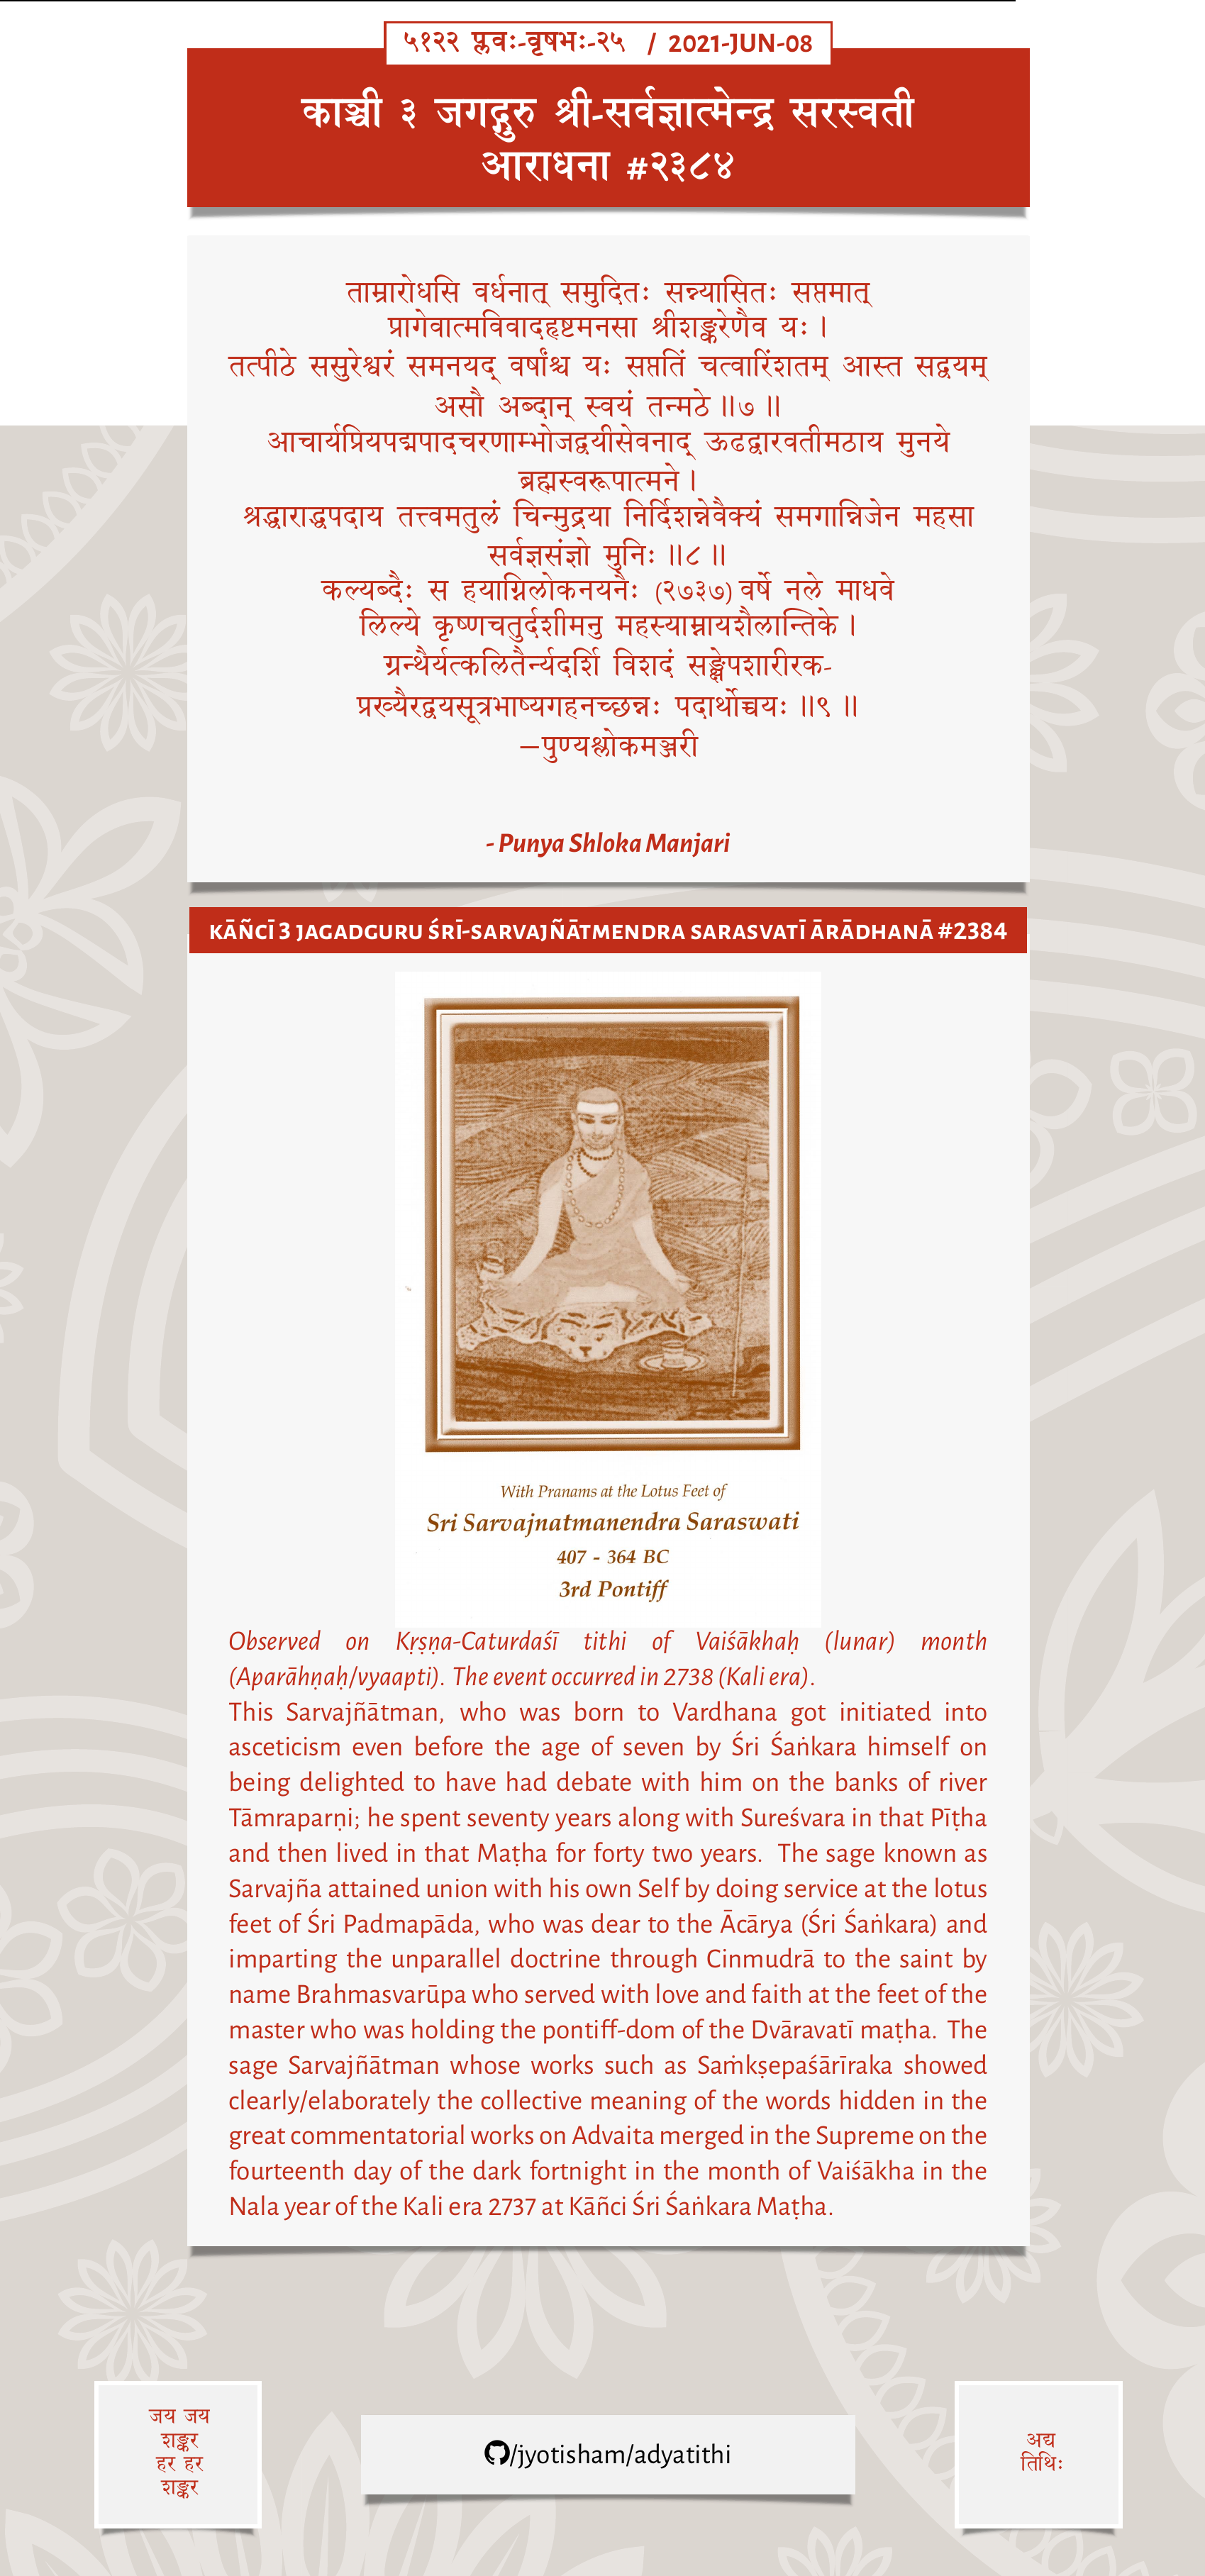 ५१२२ प्लवः-वृषभः-२५ / 2021-JUN-08
काञ्ची ३ जगद्गुरु श्री-सर्वज्ञात्मेन्द्र सरस्वती
आराधना #२३८४
ताम्रारोधसि वर्धनात् समुदितः सन्न्यासितः सप्तमात्
प्रागेवात्मविवादहृष्टमनसा श्रीशङ्करेणैव यः ।
तत्पीठे ससुरेश्वरं समनयद् वर्षांश्च यः सप्ततिं चत्वारिंशतम् आस्त सद्वयम्
असौ अब्दान् स्वयं तन्मठे ॥७ ॥
आचार्यप्रियपद्मपादचरणाम्भोजद्वयीसेवनाद् ऊढद्वारवतीमठाय मुनये
ब्रह्मस्वरूपात्मने ।
श्रद्धाराद्धपदाय तत्त्वमतुलं चिन्मुद्रया निर्दिशन्नेवैक्यं समगान्निजेन महसा
सर्वज्ञसंज्ञो मुनिः ॥८ ॥
कल्यब्दैः स हयाग्निलोकनयनैः (२७३७) वर्षे नले माधवे
लिल्ये कृष्णचतुर्दशीमनु महस्याम्नायशैलान्तिके ।
ग्रन्थैर्यत्कलितैर्न्यदर्शि विशदं सङ्क्षेपशारीरक-
प्रख्यैरद्वयसूत्रभाष्यगहनच्छन्नः पदार्थोच्चयः ॥९ ॥
—पुण्यश्लोकमञ्जरी
- Punya Shloka Manjari
KĀÑCĪ 3 JAGADGURU ŚRĪ-SARVAJÑĀTMENDRA SARASVATĪ ĀRĀDHANĀ #2384
With Pranams at the Lotus Feet of
Sri Sarvajnatmanendra Saraswati
407 - 364 BC
3rd Pontiff
Observed on Kṛṣṇa-Caturdaśī tithi of Vaiśākhaḥ (lunar) month
(Aparāhṇaḥ/vyaapti). The event occurred in 2738 (Kali era).
This Sarvajñātman, who was born to Vardhana got initiated into
asceticism even before the age of seven by Śri Śaṅkara himself on
being delighted to have had debate with him on the banks of river
Tāmraparṇi; he spent seventy years along with Sureśvara in that Pīṭha
and then lived in that Maṭha for forty two years. The sage known as
Sarvajña attained union with his own Self by doing service at the lotus
feet of Śri Padmapāda, who was dear to the Ācārya (Śri Śaṅkara) and
imparting the unparallel doctrine through Cinmudrā to the saint by
name Brahmasvarūpa who served with love and faith at the feet of the
master who was holding the pontiff-dom of the Dvāravatī maṭha. The
sage Sarvajñātman whose works such as Saṁkṣepaśārīraka showed
clearly/elaborately the collective meaning of the words hidden in the
great commentatorial works on Advaita merged in the Supreme on the
fourteenth day of the dark fortnight in the month of Vaiśākha in the
Nala year of the Kali era 2737 at Kāñci Śri Śaṅkara Maṭha.
जय जय
शङ्कर
हर हर
शङ्कर
/jyotisham/adyatithi
अद्य
तिथिः